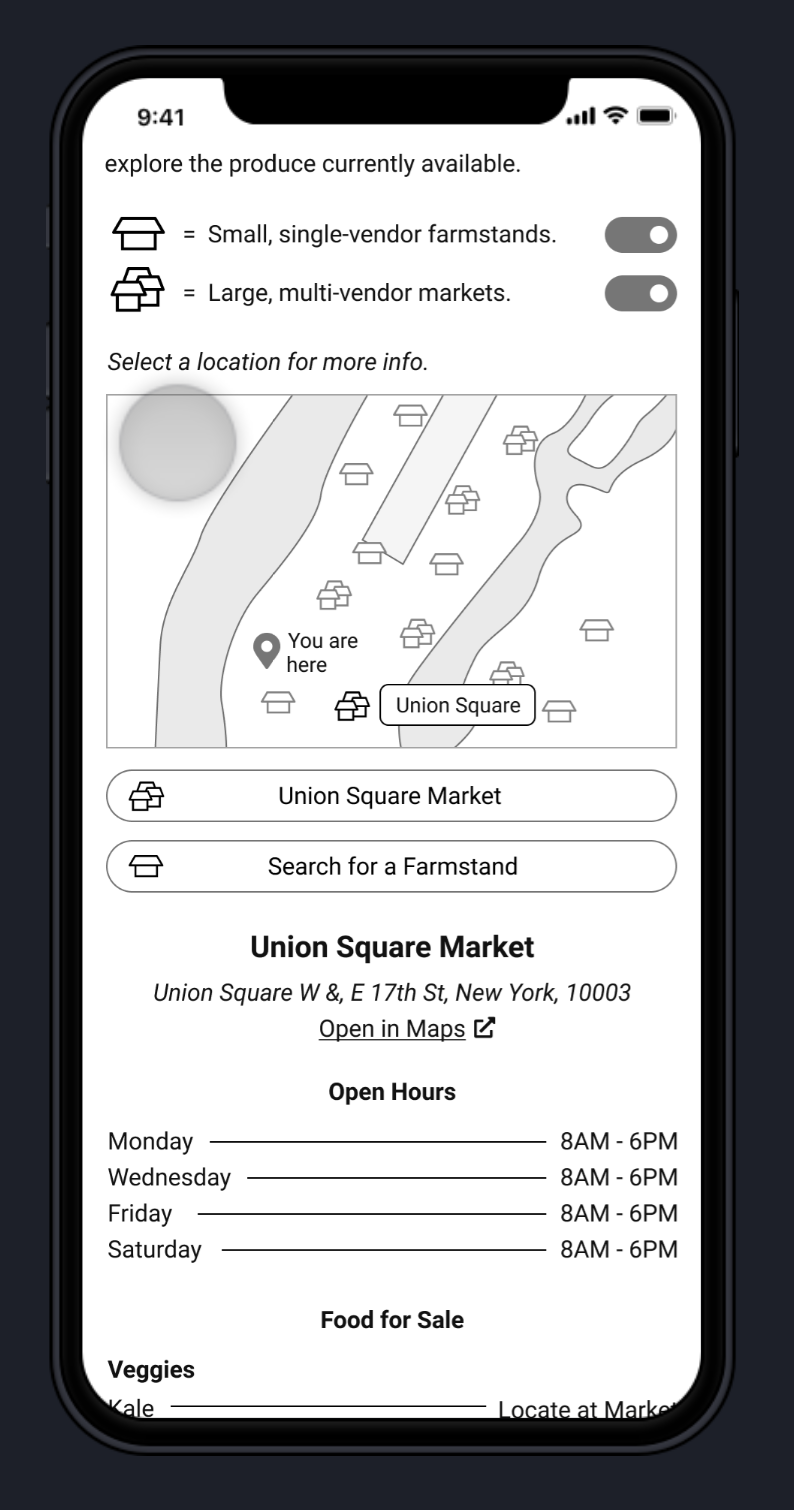 9:41
explore the produce currently available.
= Small, single-vendor farmstands.
= Large, multi-vendor markets.
Select a location for more info.
You are
here
Union Square
Union Square Market
Search for a Farmstand
Union Square Market
Union Square W &, E 17th St, New York, 10003
Open in Maps
Open Hours
Monday 8AM - 6PM
Wednesday 8AM - 6PM
Friday 8AM - 6PM
Saturday 8AM - 6PM
Food for Sale
Veggies
Kale Locate at Market